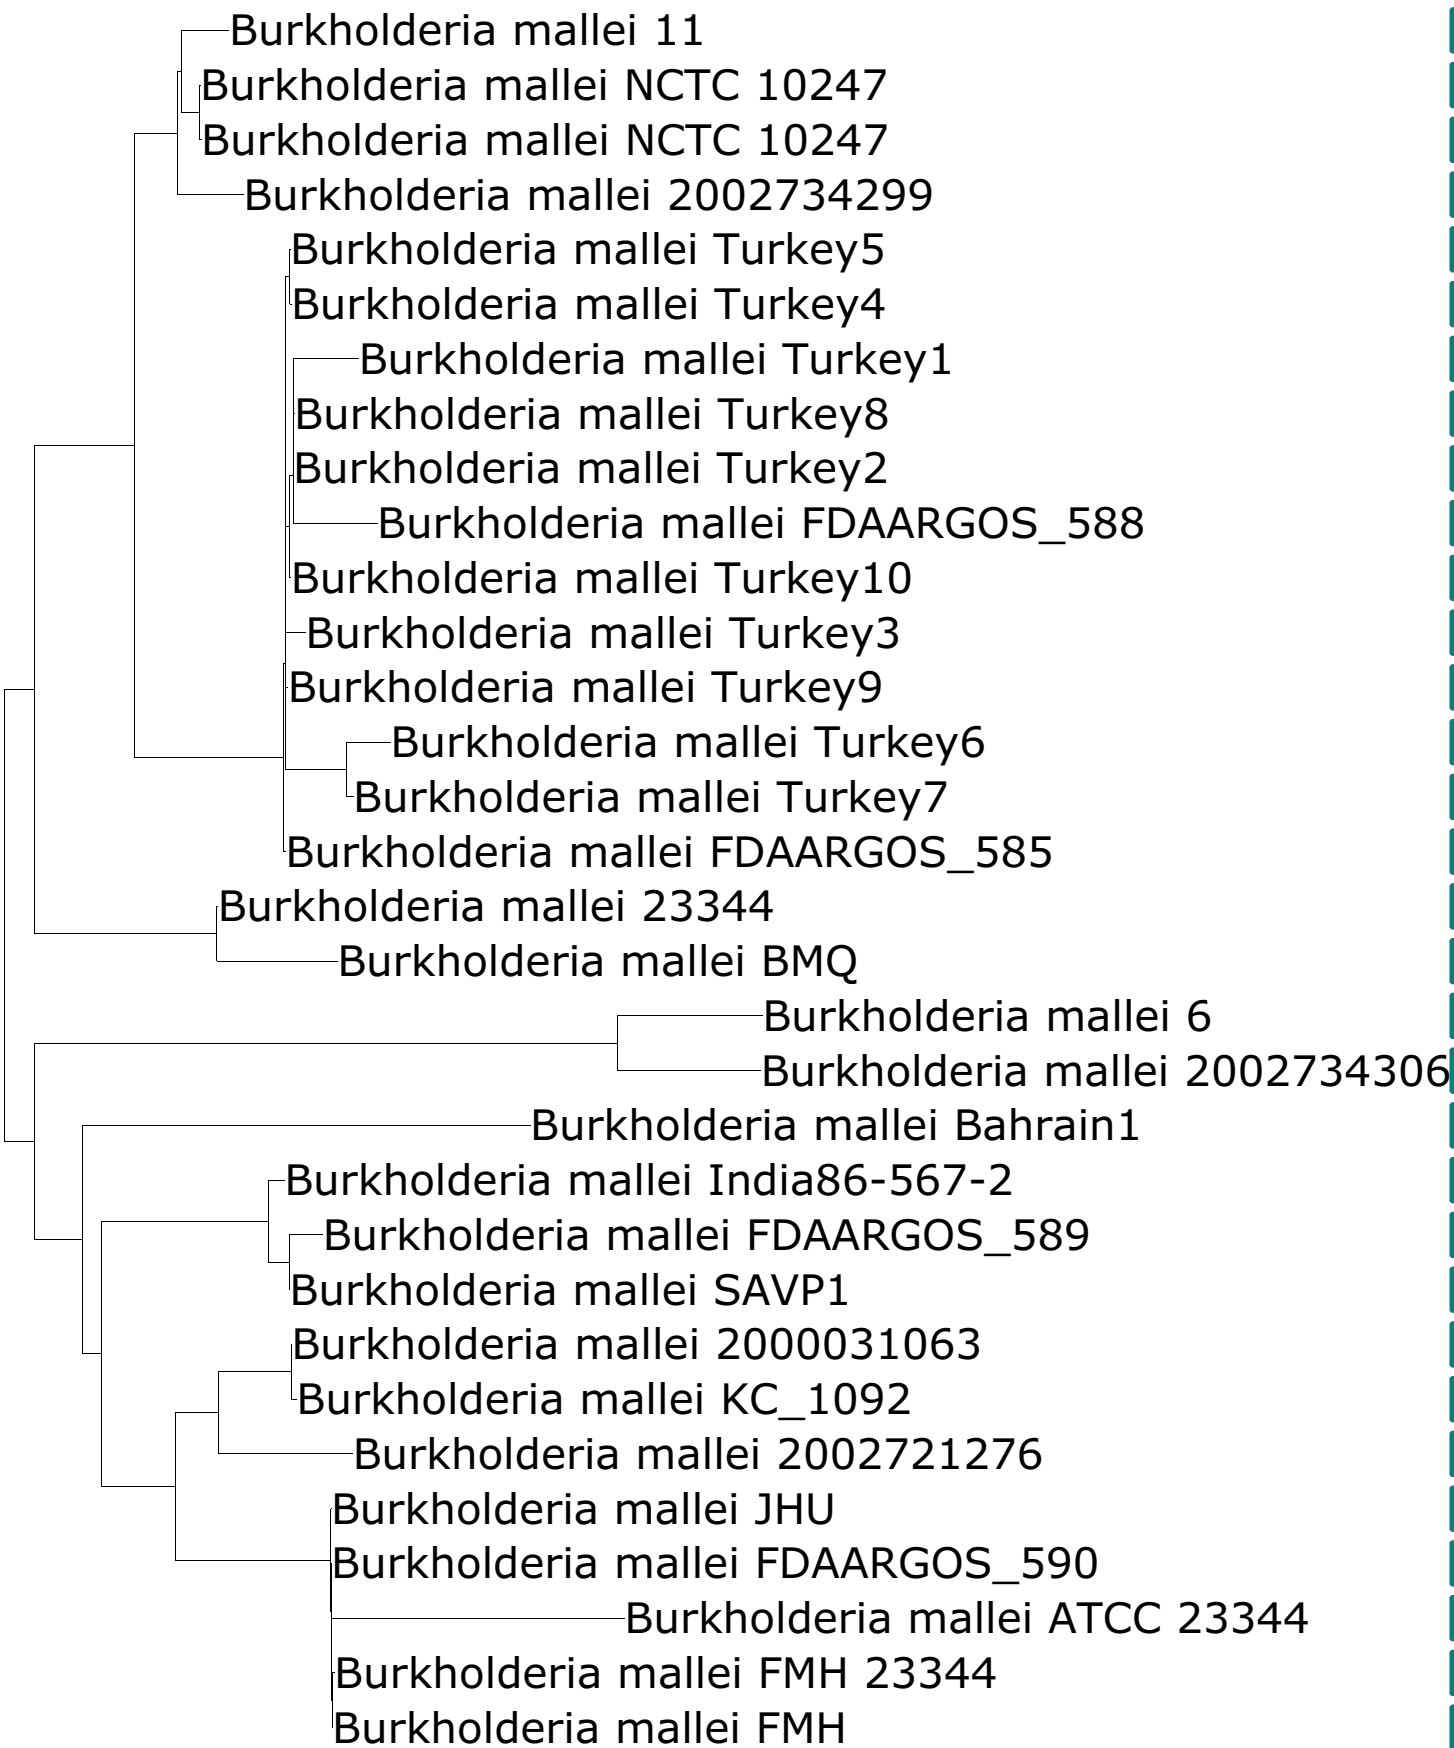 Burkholderia mallei 11
Burkholderia mallei NCTC 10247
Burkholderia mallei NCTC 10247
Burkholderia mallei 2002734299
Burkholderia mallei Turkey5
Burkholderia mallei Turkey4
Burkholderia mallei Turkey1
Burkholderia mallei Turkey8
Burkholderia mallei Turkey2
Burkholderia mallei FDAARGOS_588
Burkholderia mallei Turkey10
Burkholderia mallei Turkey3
Burkholderia mallei Turkey9
Burkholderia mallei Turkey6
Burkholderia mallei Turkey7
Burkholderia mallei FDAARGOS_585
Burkholderia mallei 23344
Burkholderia mallei BMQ
Burkholderia mallei 6
Burkholderia mallei 2002734306
Burkholderia mallei Bahrain1
Burkholderia mallei India86-567-2
Burkholderia mallei FDAARGOS_589
Burkholderia mallei SAVP1
Burkholderia mallei 2000031063
Burkholderia mallei KC_1092
Burkholderia mallei 2002721276
Burkholderia mallei JHU
Burkholderia mallei FDAARGOS_590
Burkholderia mallei ATCC 23344
Burkholderia mallei FMH 23344
Burkholderia mallei FMH